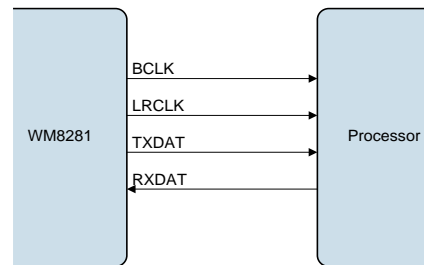 BCLK
LRCLK
WM8281
Processor
TXDAT
RXDAT